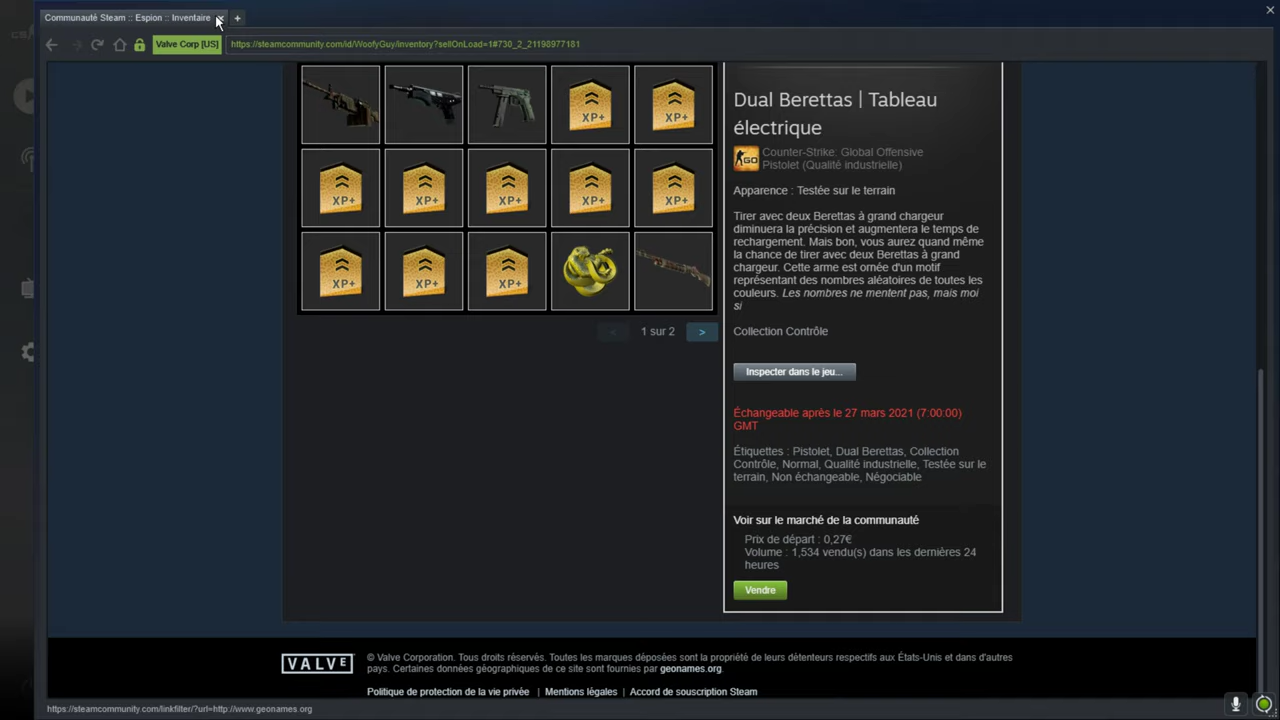 Communauté Steam :: Espion :: Inventaire
+
Valve Corp [US]
https://steamcommunity.com/id/WoofyGuy/inventory?sellOnLoad=1#730_2_21198977181
XP+
XP+
XP+
XP+
XP+
XP+
XP+
XP+
XP+
XP+
< 1 sur 2 >
Dual Berettas | Tableau
électrique
GO
Counter-Strike: Global Offensive
Pistolet (Qualité industrielle)
Apparence : Testée sur le terrain
Tirer avec deux Berettas à grand chargeur
diminuera la précision et augmentera le temps de
rechargement. Mais bon, vous aurez quand même
la chance de tirer avec deux Berettas à grand
chargeur. Cette arme est ornée d'un motif
représentant des nombres aléatoires de toutes les
couleurs. Les nombres ne mentent pas, mais moi
si
Collection Contrôle
Inspecter dans le jeu...
Échangeable après le 27 mars 2021 (7:00:00)
GMT
Étiquettes : Pistolet, Dual Berettas, Collection
Contrôle, Normal, Qualité industrielle, Testée sur le
terrain, Non échangeable, Négociable
Voir sur le marché de la communauté
Prix de départ : 0,27€
Volume : 1,534 vendu(s) dans les dernières 24
heures
Vendre
VALVE
© Valve Corporation. Tous droits réservés. Toutes les marques déposées sont la propriété de leurs détenteurs respectifs aux États-Unis et dans d'autres
pays. Certaines données géographiques de ce site sont fournies par geonames.org.
Politique de protection de la vie privée | Mentions légales | Accord de souscription Steam
https://steamcommunity.com/linkfilter/?url=http://www.geonames.org